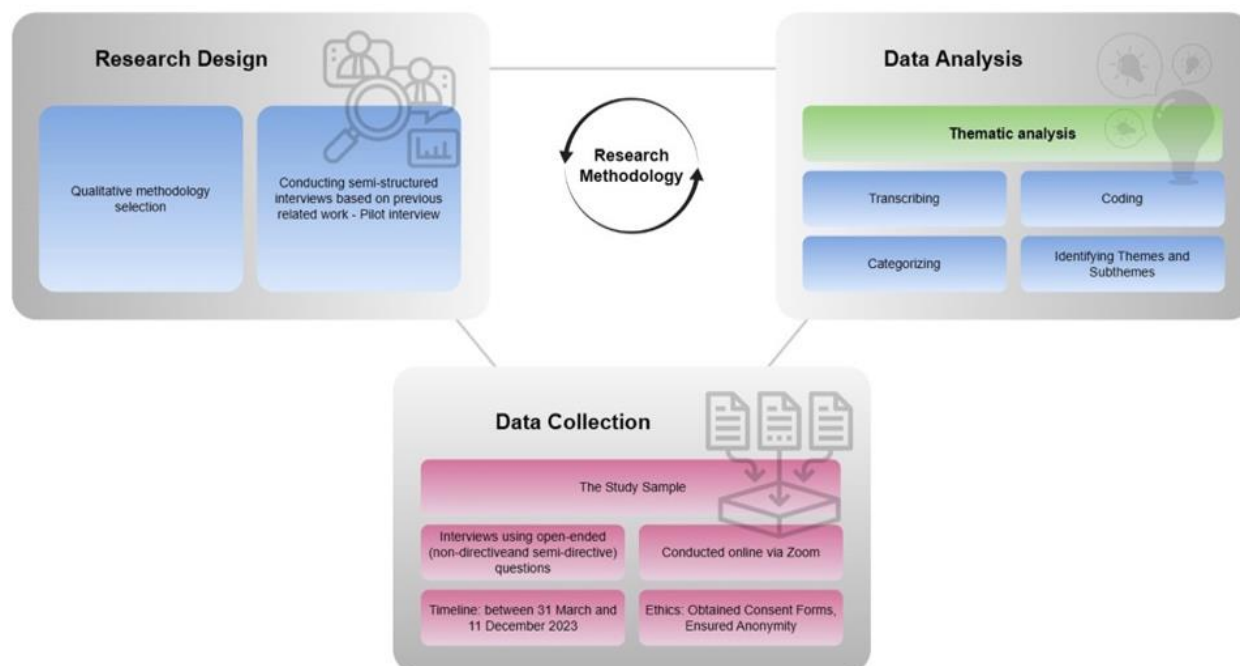 Research Design
Qualitative methodology
selection
Conducting semi-structured
interviews based on previous
related work - Pilot interview
Research
Methodology
Data Analysis
Thematic analysis
Transcribing
Coding
Categorizing
Identifying Themes and
Subthemes
Data Collection
The Study Sample
Interviews using open-ended
(non-directiveand semi-directive)
questions
Conducted online via Zoom
Timeline: between 31 March and
11 December 2023
Ethics: Obtained Consent Forms,
Ensured Anonymity